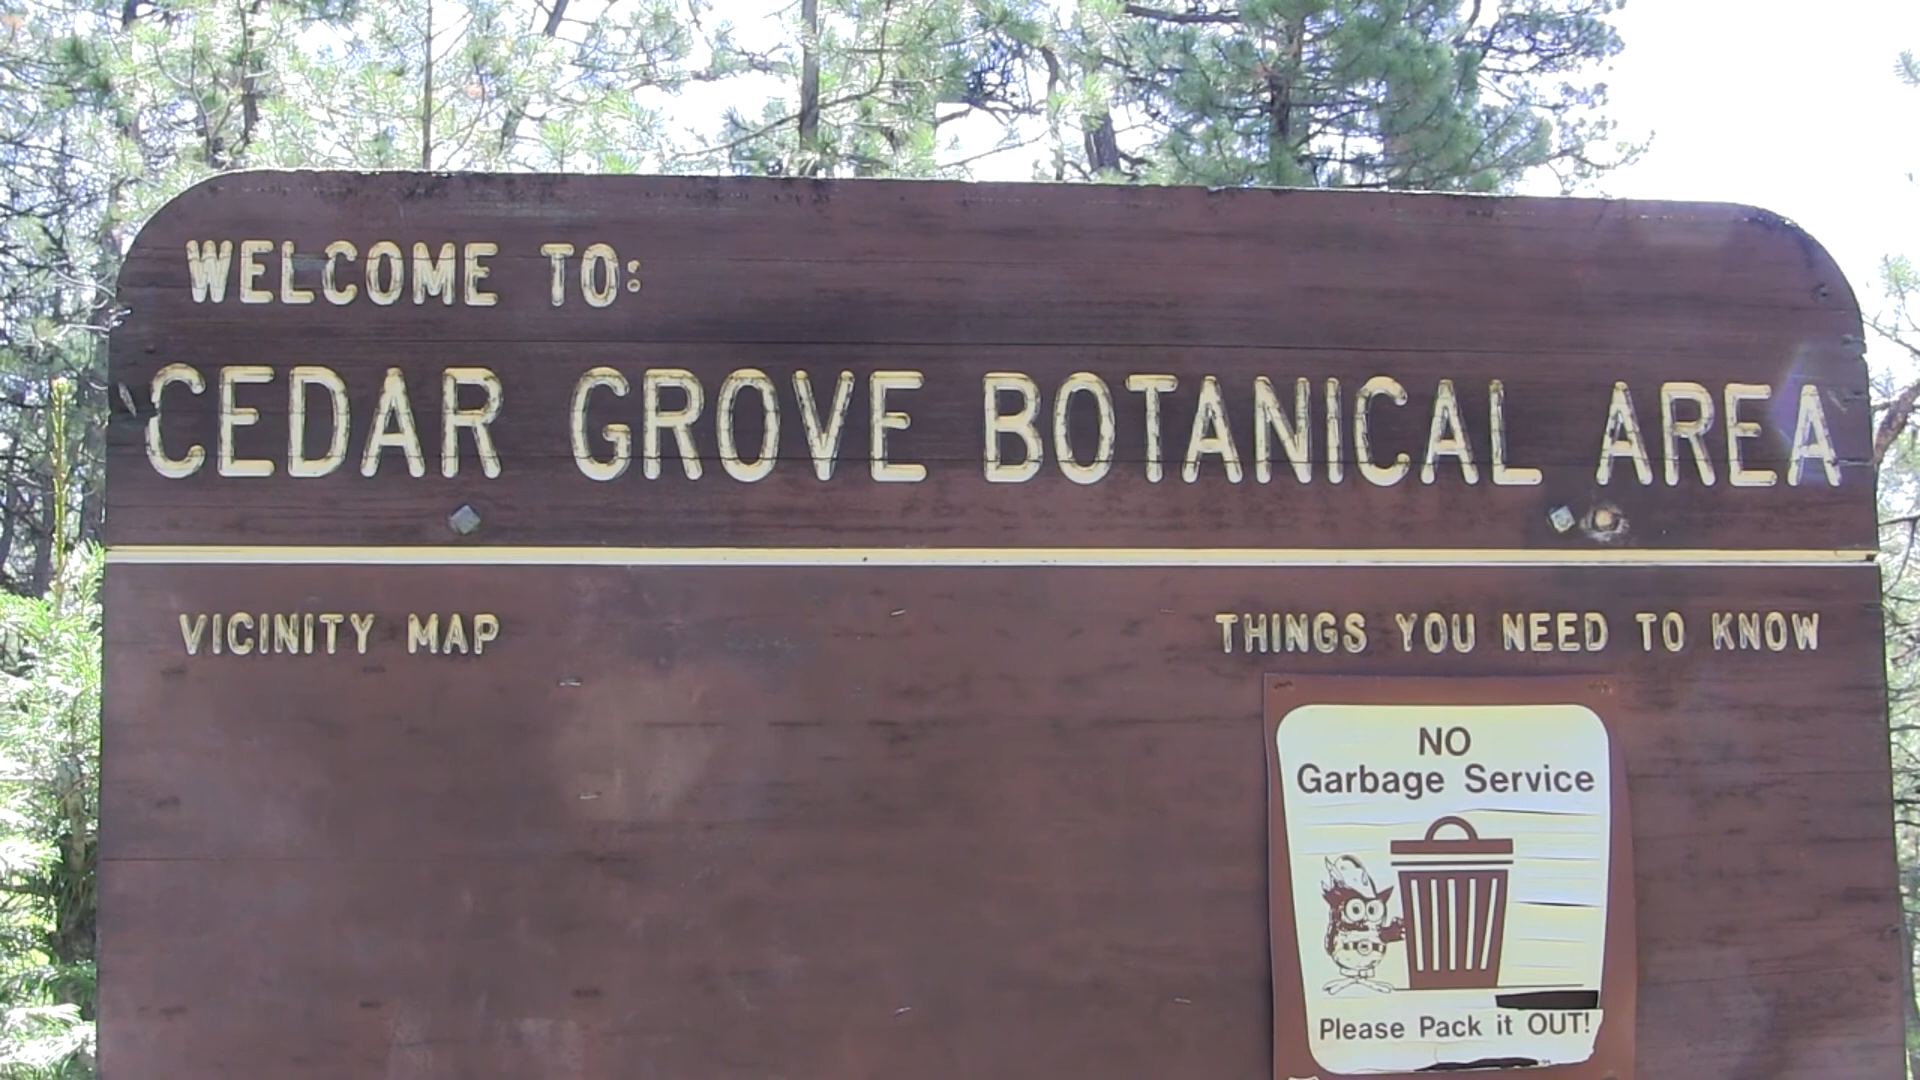 WELCOME TO:
CEDAR GROVE BOTANICAL AREA
VICINITY MAP
THINGS YOU NEED TO KNOW
NO
Garbage Service
Please Pack it OUT!